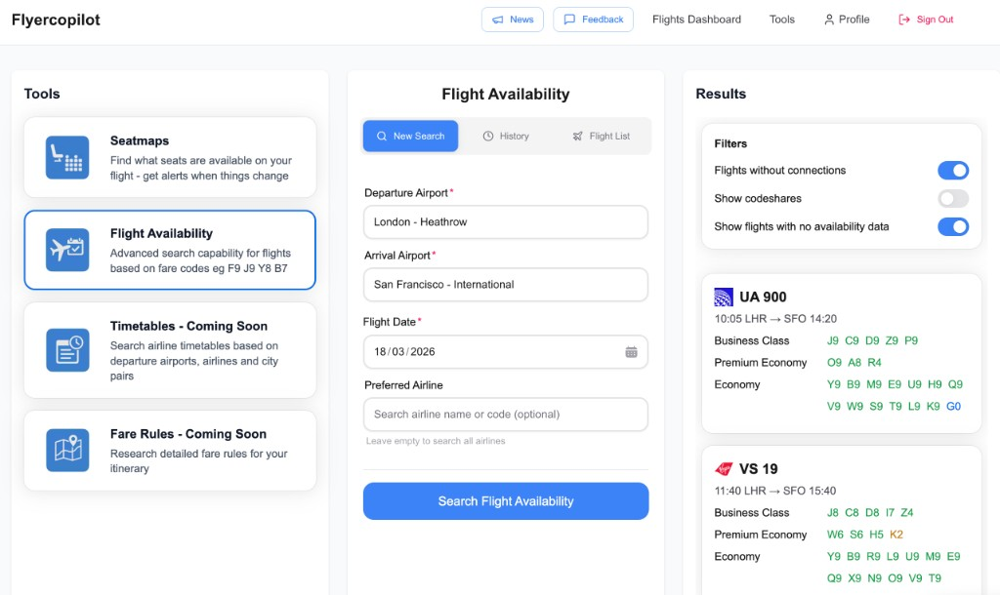 Flyercopilot
News
Feedback
Flights Dashboard
Tools
Profile
Sign Out
Tools
Seatmaps
Find what seats are available on your
flight - get alerts when things change
Flight Availability
Advanced search capability for flights
based on fare codes eg F9 J9 Y8 B7
Timetables - Coming Soon
Search airline timetables based on
departure airports, airlines and city
pairs
Fare Rules - Coming Soon
Research detailed fare rules for your
itinerary
Flight Availability
New Search
History
Flight List
Departure Airport*
London - Heathrow
Arrival Airport*
San Francisco - International
Flight Date*
18/03/2026
Preferred Airline
Search airline name or code (optional)
Leave empty to search all airlines
Search Flight Availability
Results
Filters
Flights without connections
Show codeshares
Show flights with no availability data
UA 900
10:05 LHR → SFO 14:20
Business Class J9 C9 D9 Z9 P9
Premium Economy O9 A8 R4
Economy Y9 B9 M9 E9 U9 H9 Q9
V9 W9 S9 T9 L9 K9 G0
VS 19
11:40 LHR → SFO 15:40
Business Class J8 C8 D8 I7 Z4
Premium Economy W6 S6 H5 K2
Economy Y9 B9 R9 L9 U9 M9 E9
Q9 X9 N9 O9 V9 T9